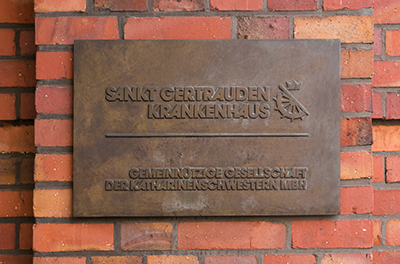 SANKT GERTRAUDEN
KRANKENHAUS
GEMEINNÜTZIGE GESELLSCHAFT
DER KATHARINENSCHWESTERN MBH